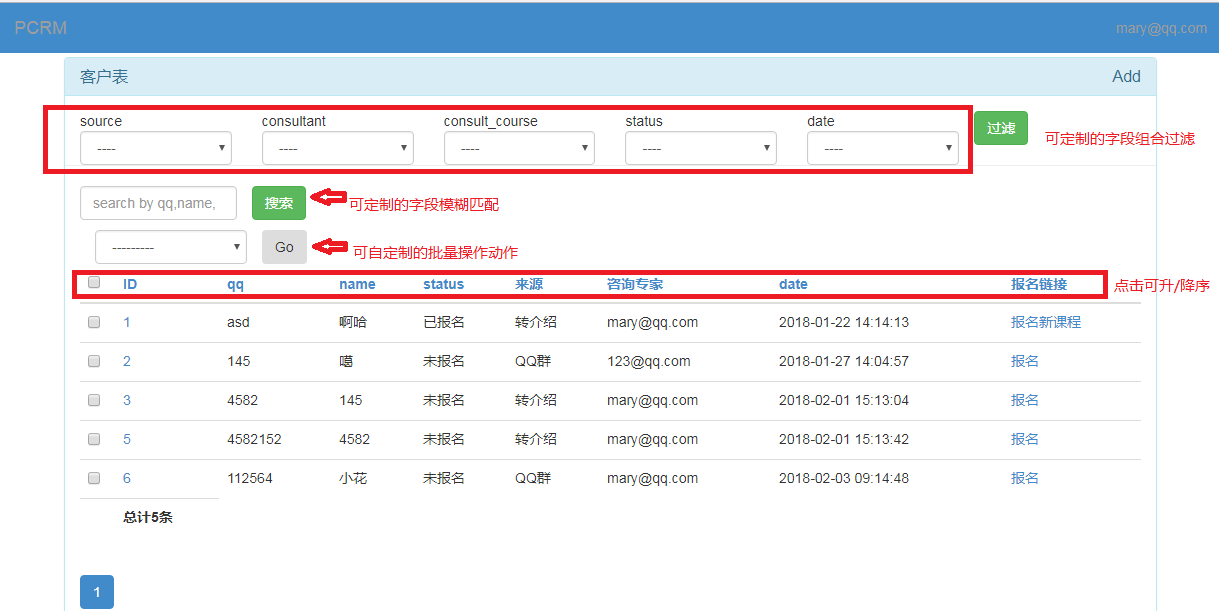 PCRM mary@qq.com
客户表 Add
source consultant consult_course status date
---- ---- ---- ---- ---- 过滤 可定制的字段组合过滤
search by qq,name, 搜索 可定制的字段模糊匹配
--------- Go 可自定制的批量操作动作
ID qq name status 来源 咨询专家 date 报名链接 点击可升/降序
1 asd 啊哈 已报名 转介绍 mary@qq.com 2018-01-22 14:14:13 报名新课程
2 145 噶 未报名 QQ群 123@qq.com 2018-01-27 14:04:57 报名
3 4582 145 未报名 转介绍 mary@qq.com 2018-02-01 15:13:04 报名
5 4582152 4582 未报名 转介绍 mary@qq.com 2018-02-01 15:13:42 报名
6 112564 小花 未报名 QQ群 mary@qq.com 2018-02-03 09:14:48 报名
总计5条
1